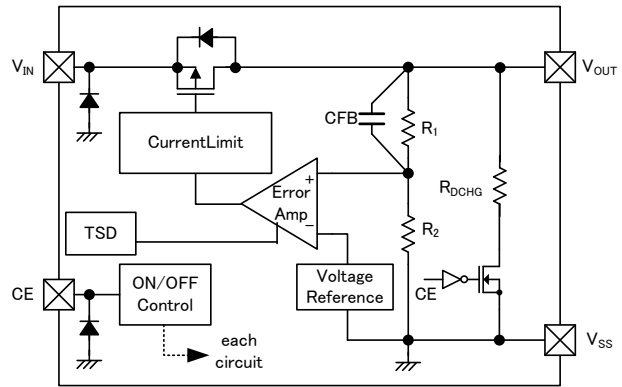 VIN
VOUT
CFB
R1
CurrentLimit
RDCHG
+
Error
Amp
−
R2
TSD
Voltage
Reference
CE
CE
ON/OFF
Control
each
circuit
VSS